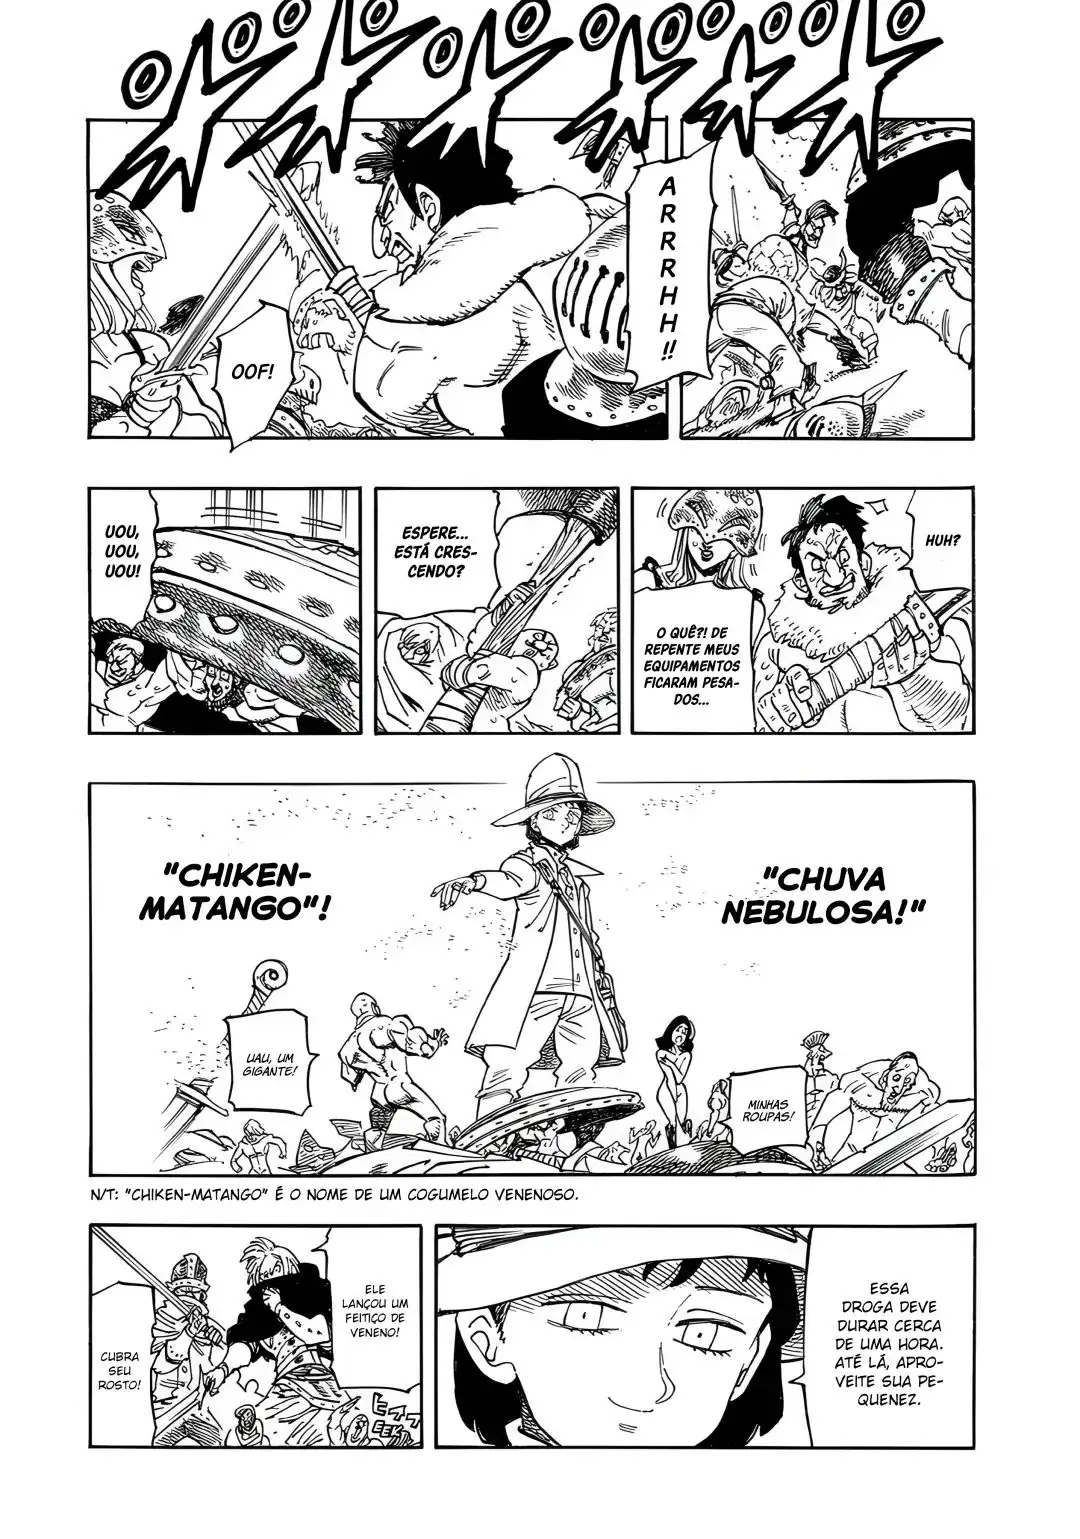 ARRRHH!!
OOF!
HUH?
O QUÊ?! DE
REPENTE MEUS
EQUIPAMENTOS
FICARAM PESA-
DOS...
ESPERE...
ESTÁ CRES-
CENDO?
UOU,
UOU,
UOU!
"CHUVA
NEBULOSA!"
"CHIKEN-
MATANGO"!
MINHAS
ROUPAS!
UAU, UM
GIGANTE!
N/T: "CHIKEN-MATANGO" É O NOME DE UM COGUMELO VENENOSO.
ESSA
DROGA DEVE
DURAR CERCA
DE UMA HORA.
ATÉ LÁ, APRO-
VEITE SUA PE-
QUENEZ.
ELE
LANÇOU UM
FEITIÇO DE
VENENO!
CUBRA
SEU
ROSTO!
EEK